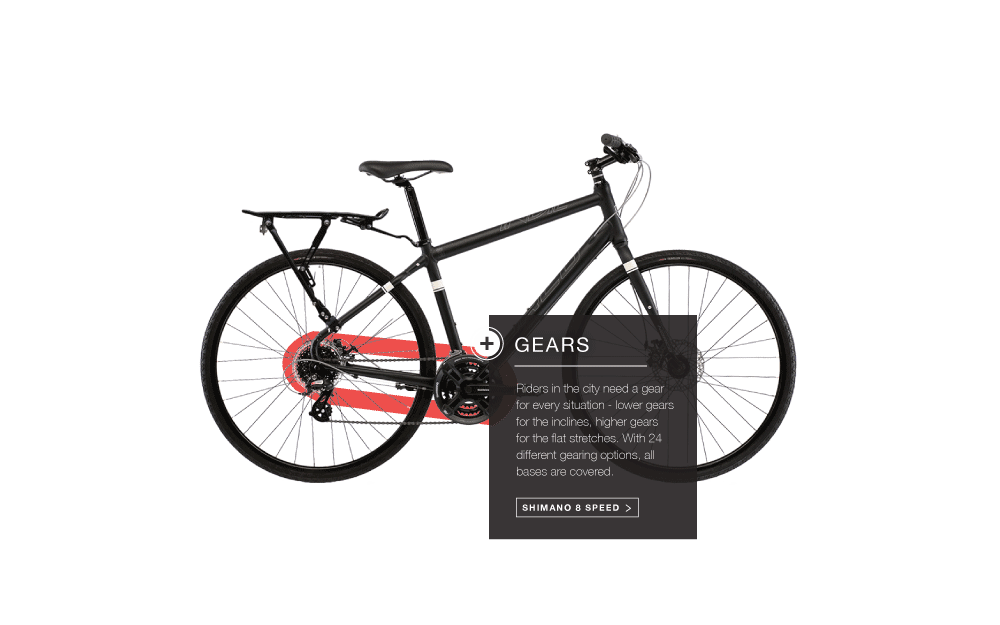 GEARS
Riders in the city need a gear
for every situation - lower gears
for the inclines, higher gears
for the flat stretches. With 24
different gearing options, all
bases are covered.
SHIMANO 8 SPEED >